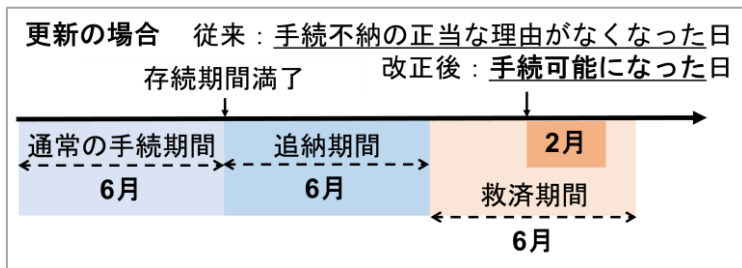 更新の場合 従来：手続不納の正当な理由がなくなった日
改正後：手続可能になった日
存続期間満了
通常の手続期間 追納期間 2月
6月 6月 救済期間
6月